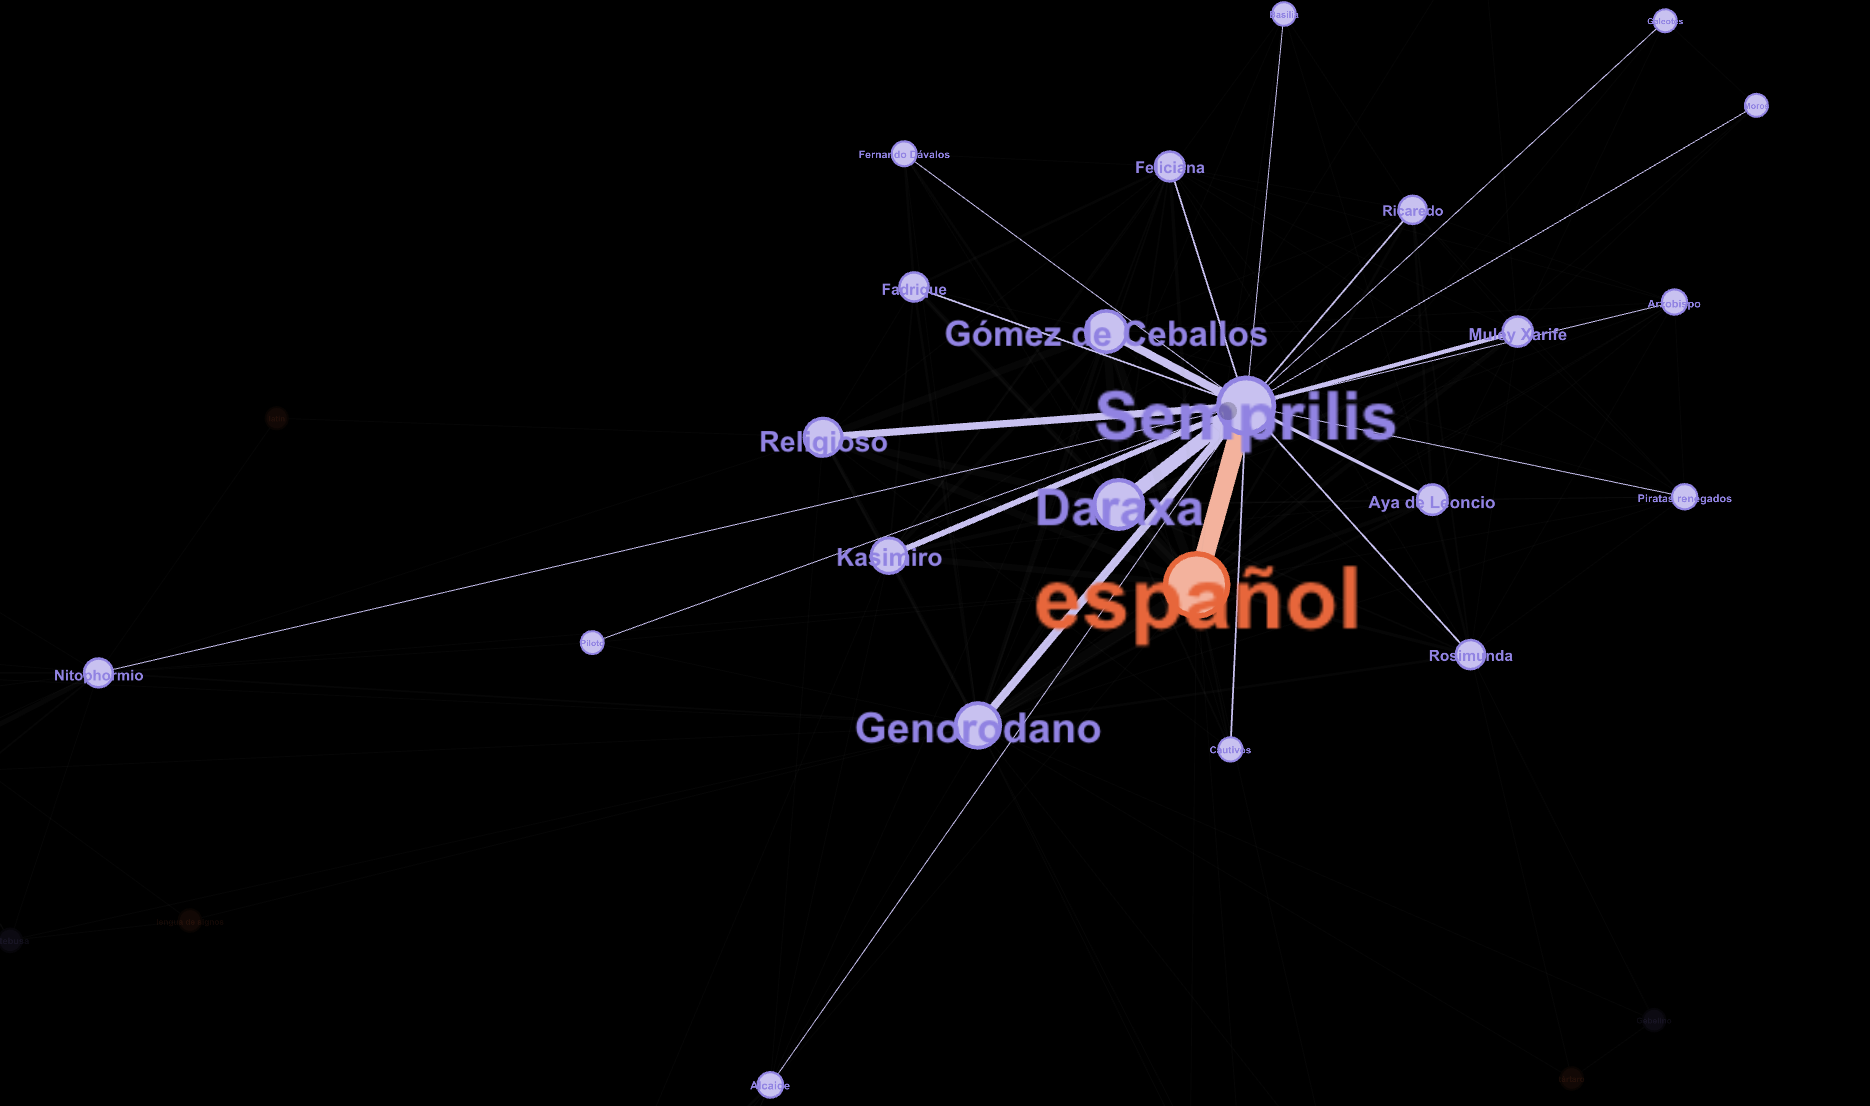 Basilia
Galeotes
Moros
Fernando Dávalos
Feliciana
Ricaredo
Fadrique
Arzobispo
Gómez de Ceballos
Muley Xarife
Semprilis
Religioso
Piratas renegados
Aya de Leoncio
Daraxa
Kasimiro
español
Piloto
Rosimunda
Nitophormio
Genorodano
Cautivos
Alcaide